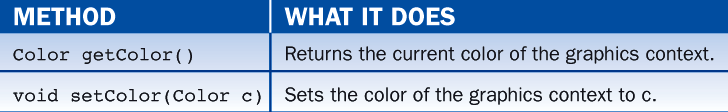 METHOD WHAT IT DOES
Color getColor() Returns the current color of the graphics context.
void setColor(Color c) Sets the color of the graphics context to c.